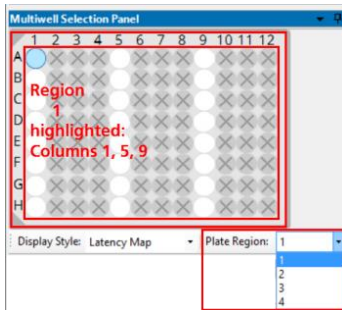 Multiwell Selection Panel
1 2 3 4 5 6 7 8 9 10 11 12
A
B
Region
C
1
D
highlighted:
E
Columns 1, 5, 9
F
G
H
Display Style: Latency Map Plate Region: 1
1
2
3
4